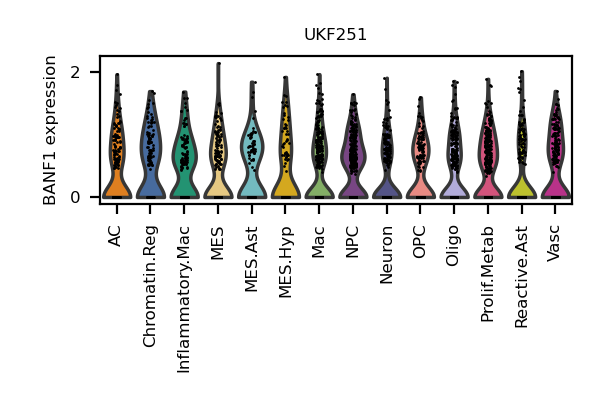 UKF251
BANF1 expression
2
0
AC
Chromatin.Reg
Inflammatory.Mac
MES
MES.Ast
MES.Hyp
Mac
NPC
Neuron
OPC
Oligo
Prolif.Metab
Reactive.Ast
Vasc